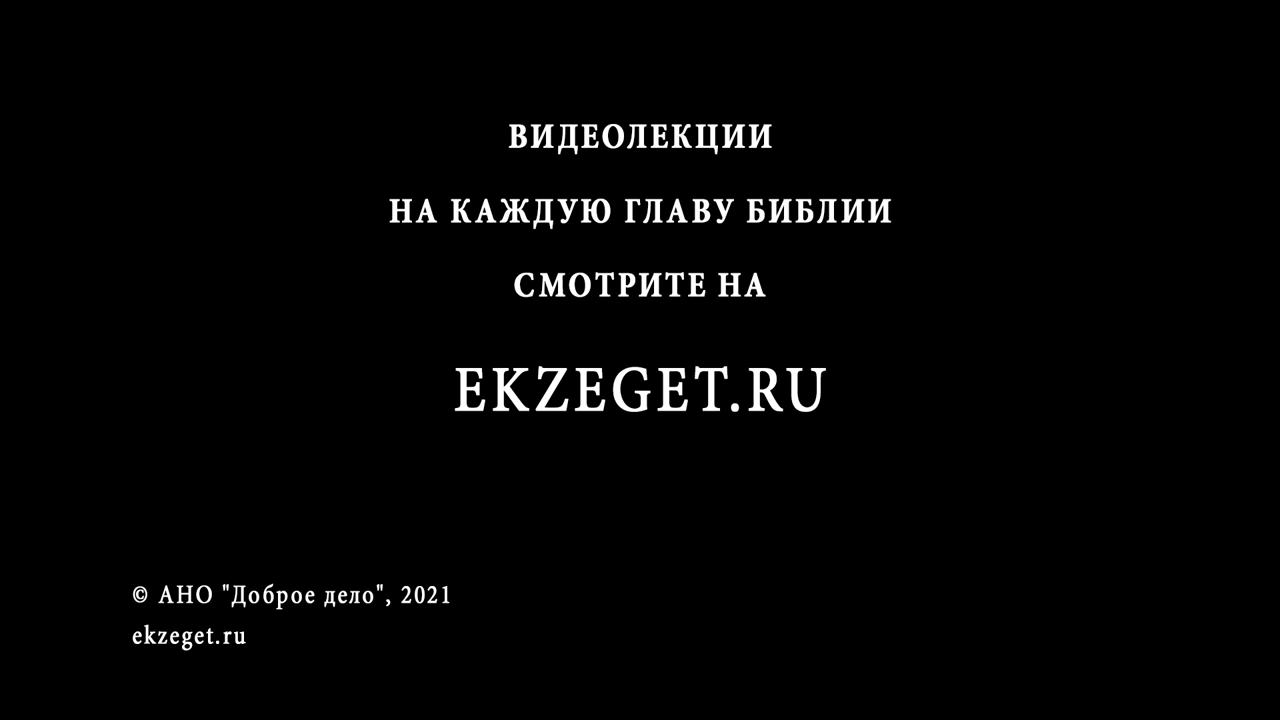 ВИДЕОЛЕКЦИИ
НА КАЖДУЮ ГЛАВУ БИБЛИИ
СМОТРИТЕ НА
EKZEGET.RU
© АНО "Доброе дело", 2021
ekzeget.ru